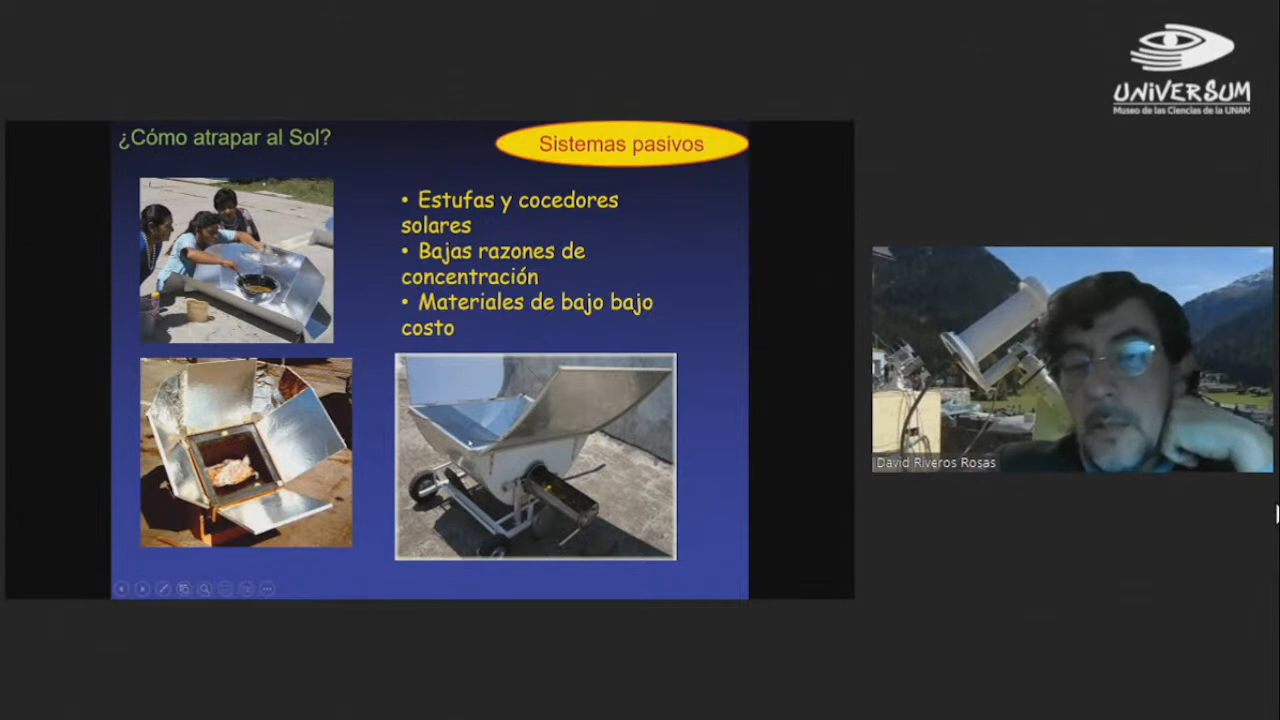 UNiVERSUM
Museo de las Ciencias de la UNAM
¿Cómo atrapar al Sol?
Sistemas pasivos
• Estufas y cocedores
solares
• Bajas razones de
concentración
• Materiales de bajo bajo
costo
David Riveros Rosas